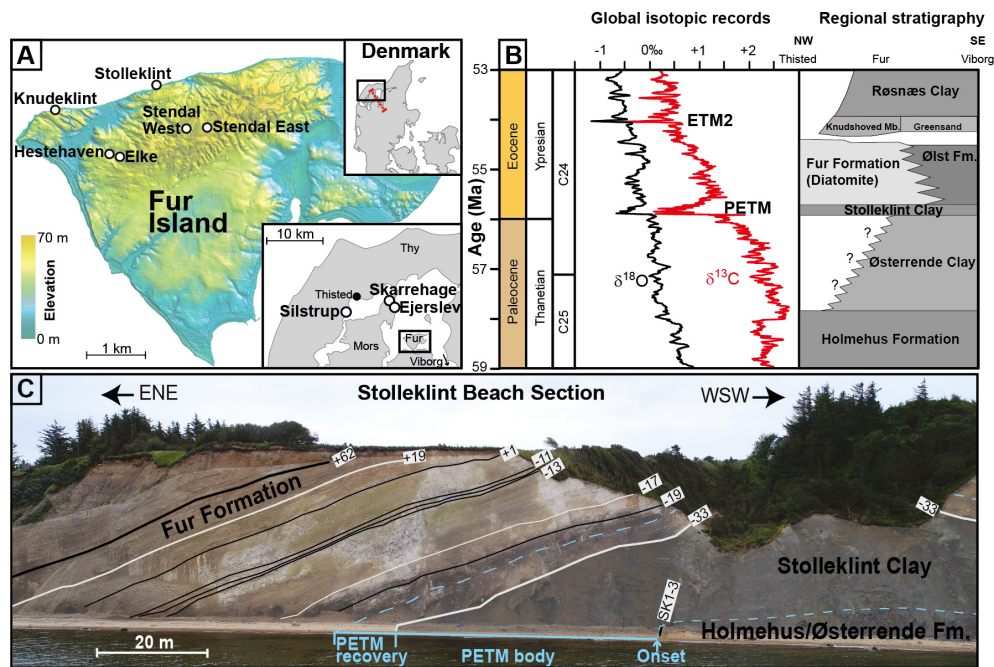 A
Denmark
Stolleklint
Knudeklint
Stendal
West
Stendal East
Hestehaven
Elke
Fur
Island
70 m
Elevation
0 m
1 km
10 km
Thy
Thisted
Skarrehage
Silstrup
Ejerslev
Mors
Fur
Viborg
B
Global isotopic records
-1 0‰ +1 +2
Age (Ma)
53
55
57
59
Eocene
Paleocene
Ypresian
Thanetian
C24
C25
ETM2
PETM
δ18O
δ13C
Regional stratigraphy
NW SE
Thisted Fur Viborg
Røsnæs Clay
Knudshoved Mb. Greensand
Fur Formation
(Diatomite)
Ølst Fm.
Stolleklint Clay
?
?
?
Østerrende Clay
Holmehus Formation
C
ENE
Stolleklint Beach Section
WSW
+62
+19
+1
-11
-13
-17
-19
-33
-33
Fur Formation
Stolleklint Clay
SK1-3
Holmehus/Østerrende Fm.
20 m
PETM
recovery
PETM body
Onset